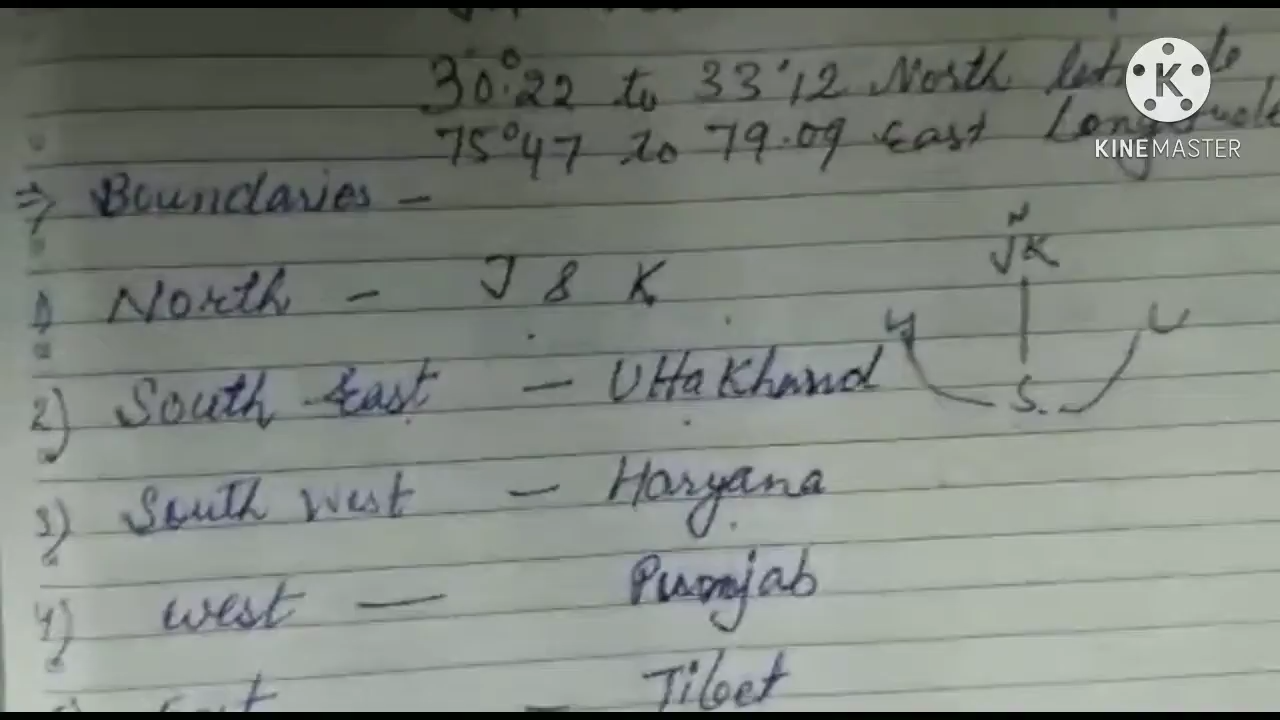 30°.22 to 33°12 North
75°47 to 79.09 East
K
KINEMASTER
⇒ Boundaries -
1) North - J & K
2) South East - Uttakhand
3) South West - Haryana
4) west - Punjab
- Tibet
N
JK
H U
S.